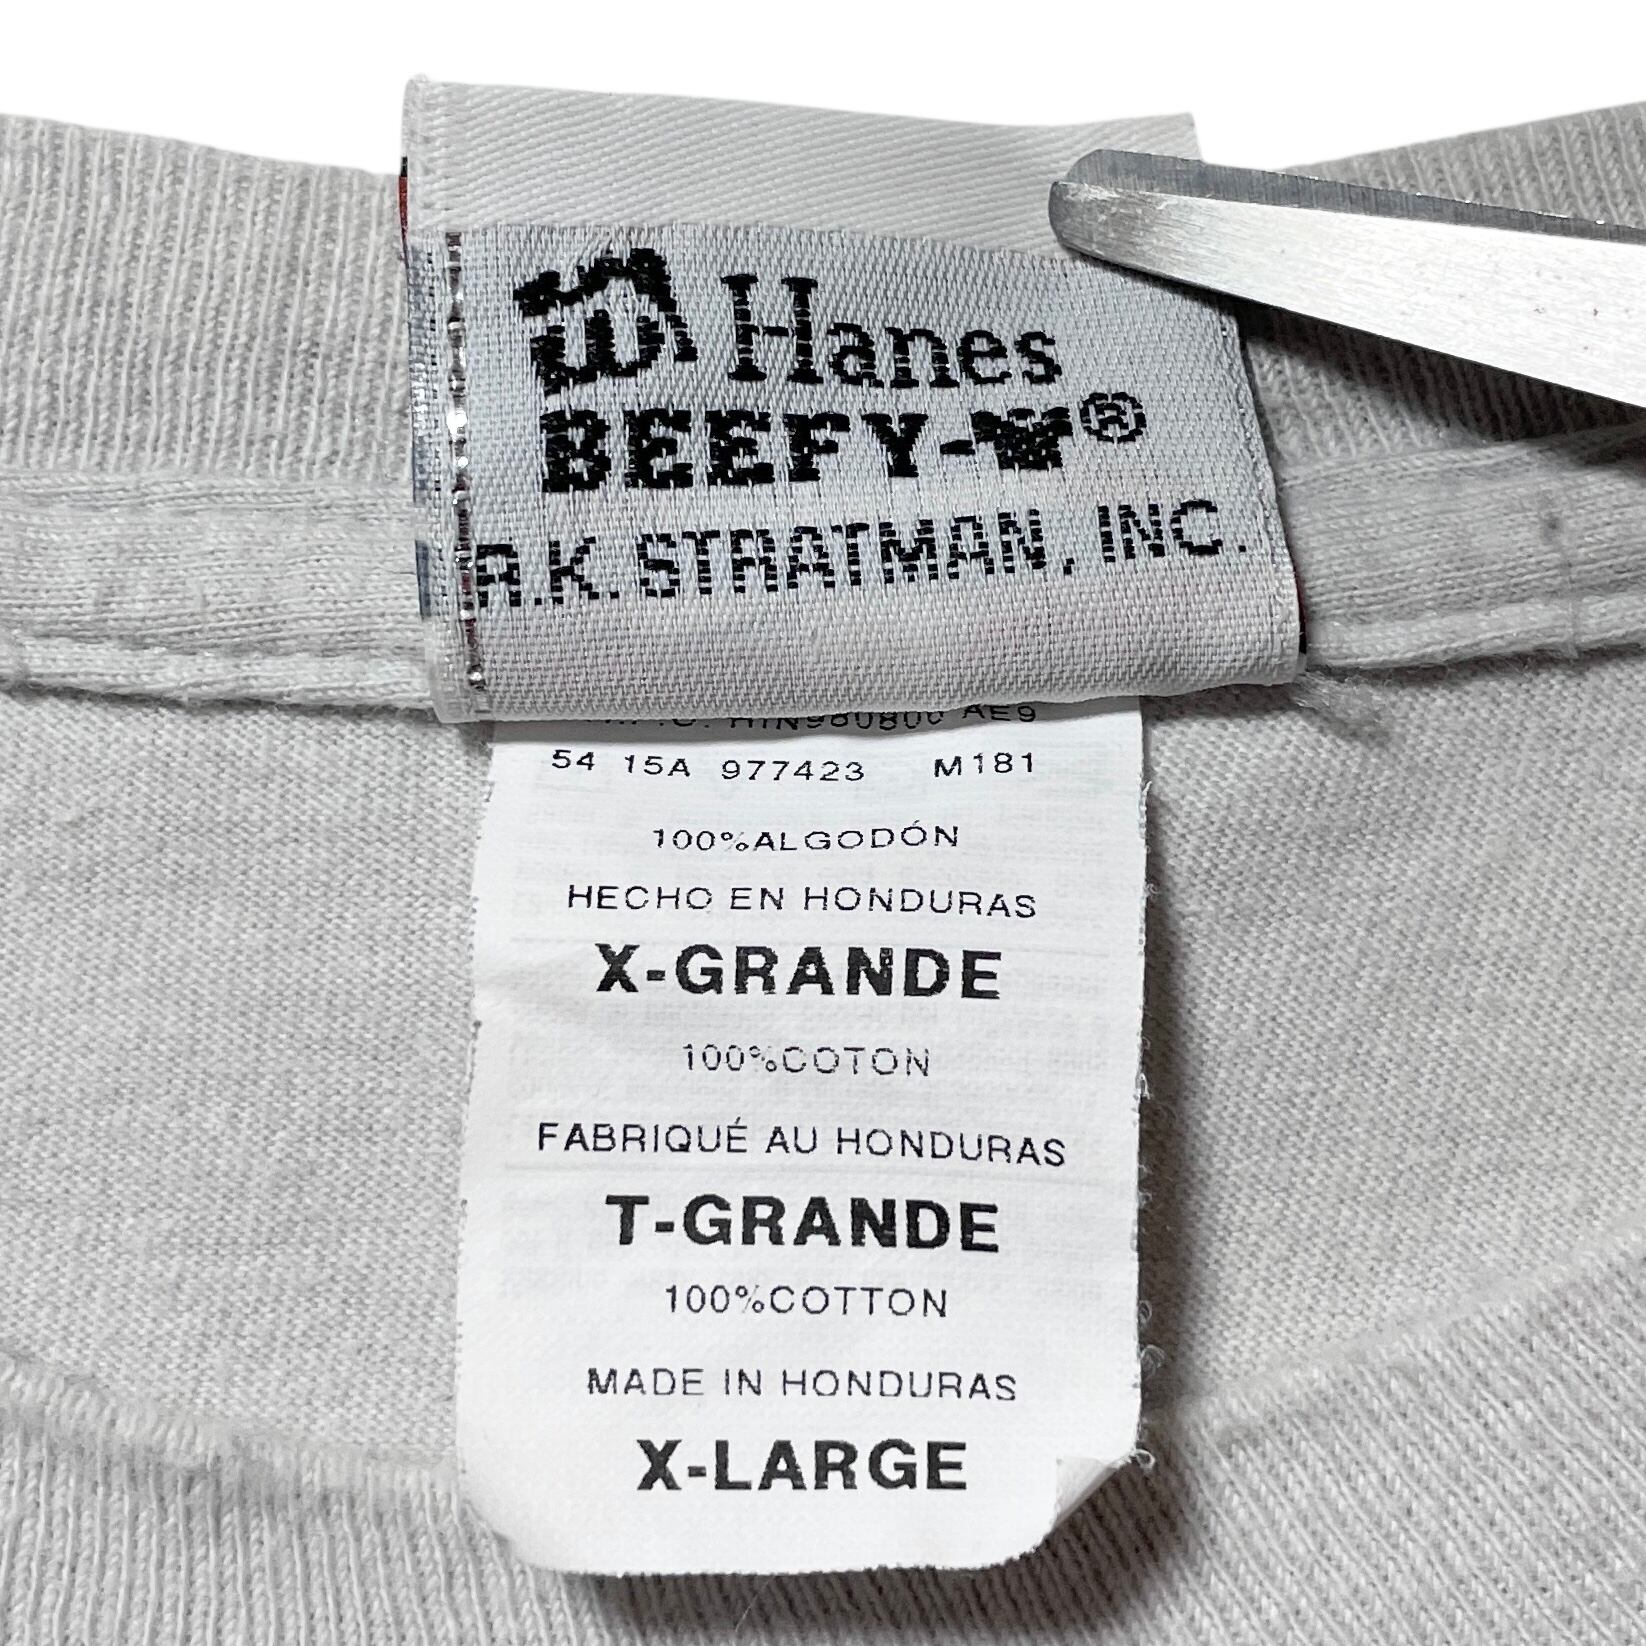 Hanes
BEEFY-T®
R.K. STRATMAN, INC.
AE9
54 15A 977423 M181
100%ALGODÓN
HECHO EN HONDURAS
X-GRANDE
100%COTON
FABRIQUÉ AU HONDURAS
T-GRANDE
100%COTTON
MADE IN HONDURAS
X-LARGE